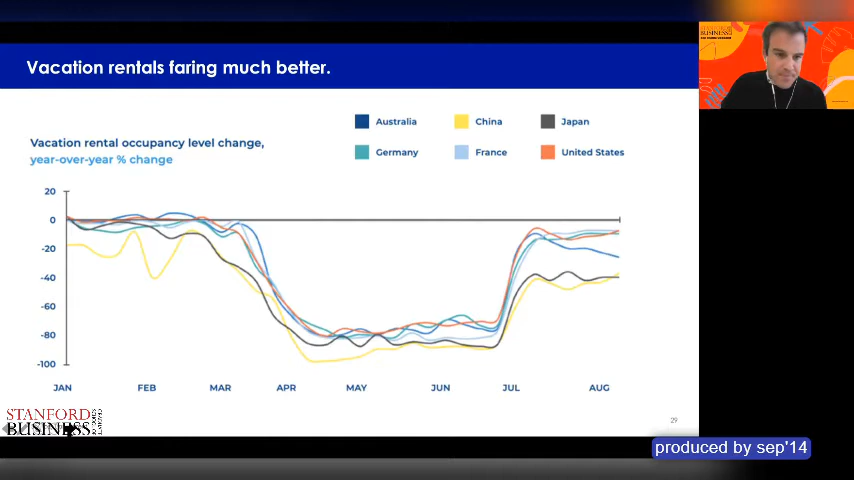 Vacation rentals faring much better.
Australia
China
Japan
Germany
France
United States
Vacation rental occupancy level change,
year-over-year % change
20
0
-20
-40
-60
-80
-100
JAN
FEB
MAR
APR
MAY
JUN
JUL
AUG
29
STANFORD
BUSINESS
STANFORD
BUSINESS
produced by sep'14